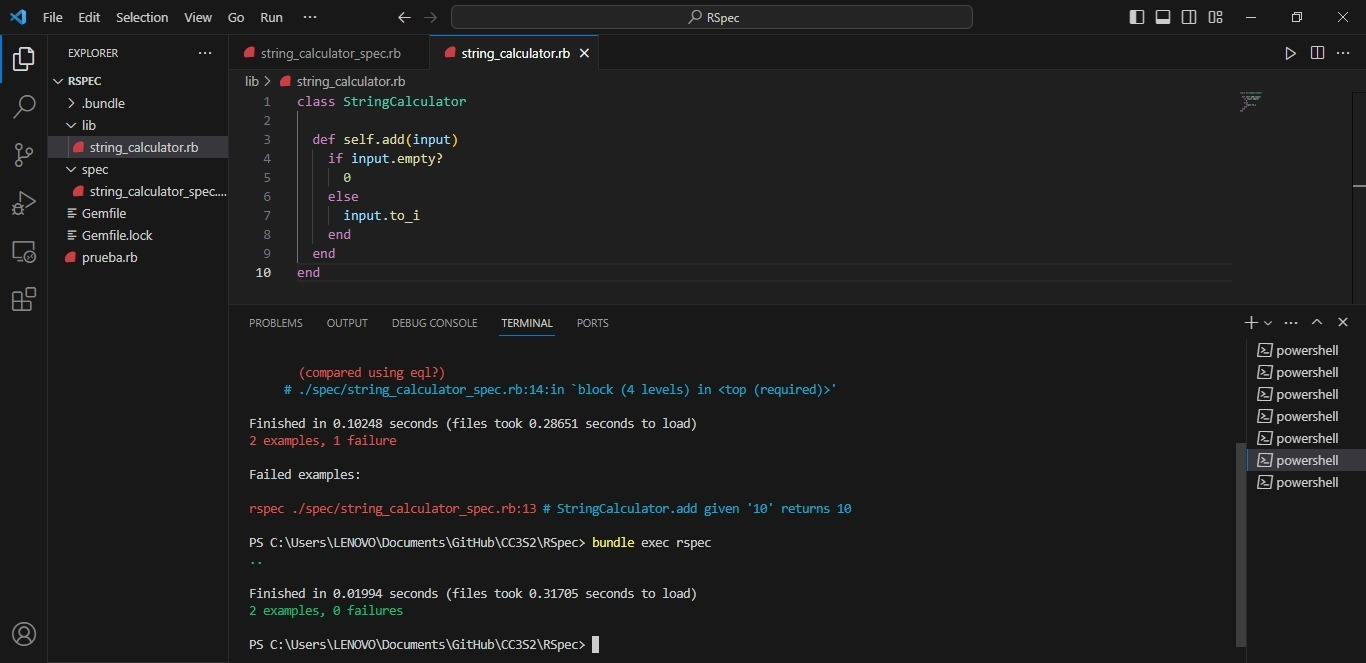 File Edit Selection View Go Run ··· RSpec
EXPLORER ···
RSPEC
.bundle
lib
string_calculator.rb
spec
string_calculator_spec....
Gemfile
Gemfile.lock
prueba.rb
string_calculator_spec.rb string_calculator.rb
lib > string_calculator.rb
1 class StringCalculator
2
3 def self.add(input)
4 if input.empty?
5 0
6 else
7 input.to_i
8 end
9 end
10 end
PROBLEMS OUTPUT DEBUG CONSOLE TERMINAL PORTS
(compared using eql?)
# ./spec/string_calculator_spec.rb:14:in `block (4 levels) in <top (required)>'
Finished in 0.10248 seconds (files took 0.28651 seconds to load)
2 examples, 1 failure
Failed examples:
rspec ./spec/string_calculator_spec.rb:13 # StringCalculator.add given '10' returns 10
PS C:\Users\LENOVO\Documents\GitHub\CC3S2\RSpec> bundle exec rspec
..
Finished in 0.01994 seconds (files took 0.31705 seconds to load)
2 examples, 0 failures
PS C:\Users\LENOVO\Documents\GitHub\CC3S2\RSpec>
powershell
powershell
powershell
powershell
powershell
powershell
powershell